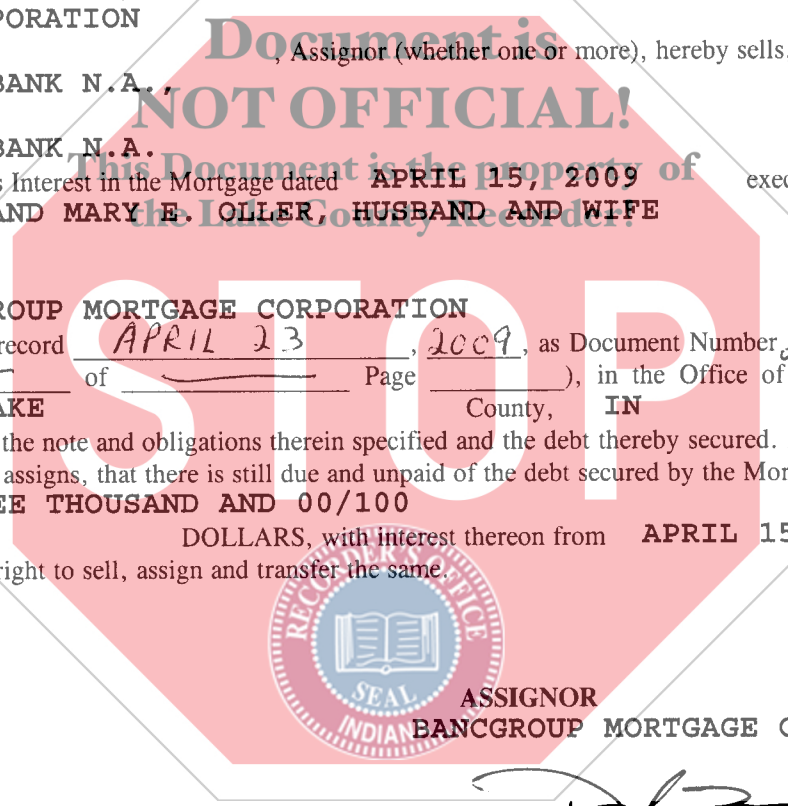 PORATION
Document is
, Assignor (whether one or more), hereby sells,
BANK N.A.,
NOT OFFICIAL!
BANK N.A.
This Document is the property of
s Interest in the Mortgage dated APRIL 15, 2009 exec
AND MARY E. OLLER, HUSBAND AND WIFE
the Lake County Recorder!
STOP
ROUP MORTGAGE CORPORATION
record APRIL 23, 2009, as Document Number
of Page ), in the Office of
AKE County, IN
the note and obligations therein specified and the debt thereby secured.
assigns, that there is still due and unpaid of the debt secured by the Mor
EE THOUSAND AND 00/100
DOLLARS, with interest thereon from APRIL 15
right to sell, assign and transfer the same.
RECORDER'S OFFICE
SEAL
INDIANA
ASSIGNOR
BANCGROUP MORTGAGE C